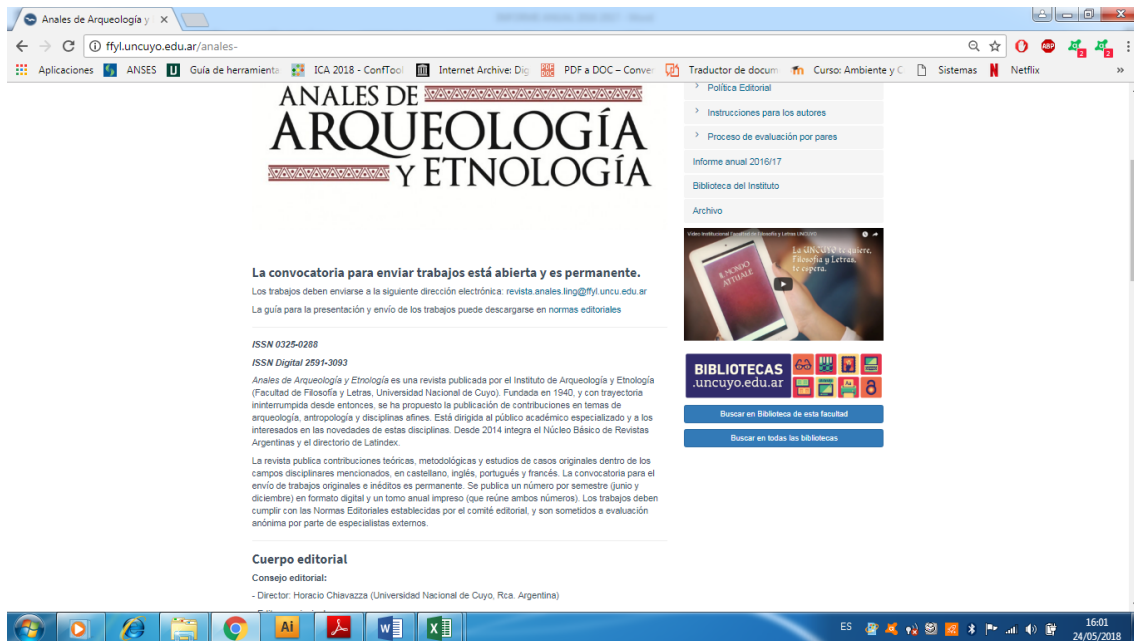 Anales de Arqueología y
ffyl.uncuyo.edu.ar/anales-
Aplicaciones
ANSES
Guía de herramienta
ICA 2018 - ConfTool
Internet Archive: Dig
PDF a DOC – Conve
Traductor de docum
Curso: Ambiente y C
Sistemas
Netflix
ANALES DE
ARQUEOLOGÍA
Y ETNOLOGÍA
La convocatoria para enviar trabajos está abierta y es permanente.
Los trabajos deben enviarse a la siguiente dirección electrónica: revista.anales.ling@ffyl.uncu.edu.ar
La guía para la presentación y envío de los trabajos puede descargarse en normas editoriales
ISSN 0325-0288
ISSN Digital 2591-3093
Anales de Arqueología y Etnología es una revista publicada por el Instituto de Arqueología y Etnología
(Facultad de Filosofía y Letras, Universidad Nacional de Cuyo). Fundada en 1940, y con trayectoria
ininterrumpida desde entonces, se ha propuesto la publicación de contribuciones en temas de
arqueología, antropología y disciplinas afines. Está dirigida al público académico especializado y a los
interesados en las novedades de estas disciplinas. Desde 2014 integra el Núcleo Básico de Revistas
Argentinas y el directorio de Latindex.
La revista publica contribuciones teóricas, metodológicas y estudios de casos originales dentro de los
campos disciplinares mencionados, en castellano, inglés, portugués y francés. La convocatoria para el
envío de trabajos originales e inéditos es permanente. Se publica un número por semestre (junio y
diciembre) en formato digital y un tomo anual impreso (que reúne ambos números). Los trabajos deben
cumplir con las Normas Editoriales establecidas por el comité editorial, y son sometidos a evaluación
anónima por parte de especialistas externos.
Cuerpo editorial
Consejo editorial:
- Director: Horacio Chiavazza (Universidad Nacional de Cuyo, Rca. Argentina)
Política Editorial
Instrucciones para los autores
Proceso de evaluación por pares
Informe anual 2016/17
Biblioteca del Instituto
Archivo
Video Institucional Facultad de Filosofía y Letras UNCUYO
La UNCUYO te quiere,
Filosofía y Letras,
te espera.
IL MONDO
ATTUALE
BIBLIOTECAS
.uncuyo.edu.ar
Buscar en Biblioteca de esta facultad
Buscar en todas las bibliotecas
ES
16:01
24/05/2018